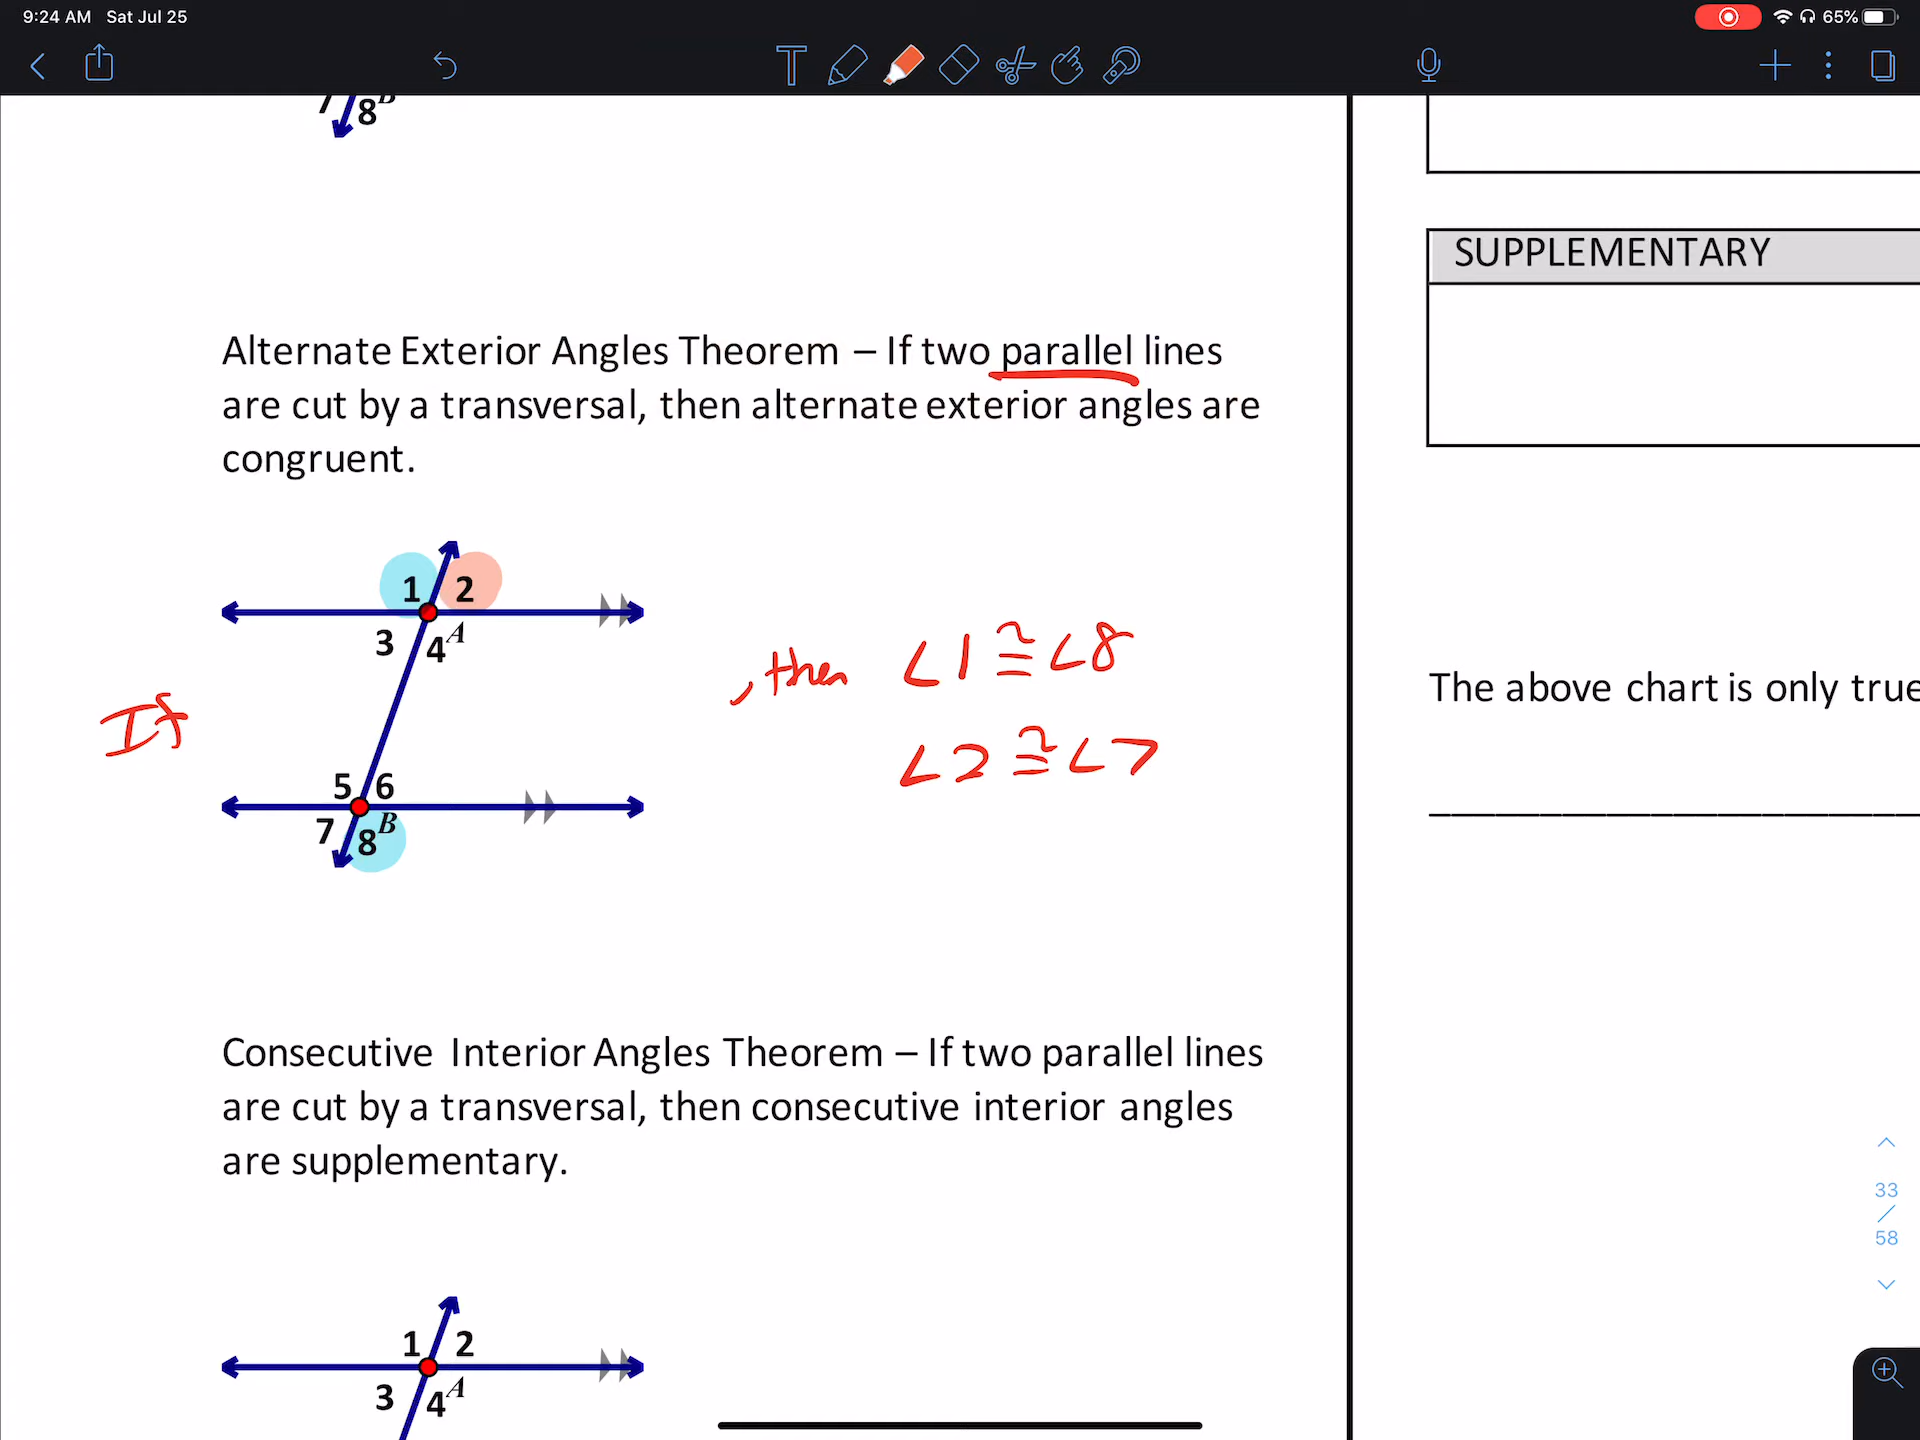 9:24 AM Sat Jul 25
65%
7 8 B
SUPPLEMENTARY
Alternate Exterior Angles Theorem – If two parallel lines
are cut by a transversal, then alternate exterior angles are
congruent.
1 2
3 4 A
, then ∠1 ≅ ∠8
The above chart is only true
If
∠2 ≅ ∠7
5 6
7 8 B
Consecutive Interior Angles Theorem – If two parallel lines
are cut by a transversal, then consecutive interior angles
are supplementary.
33
/
58
1 2
3 4 A